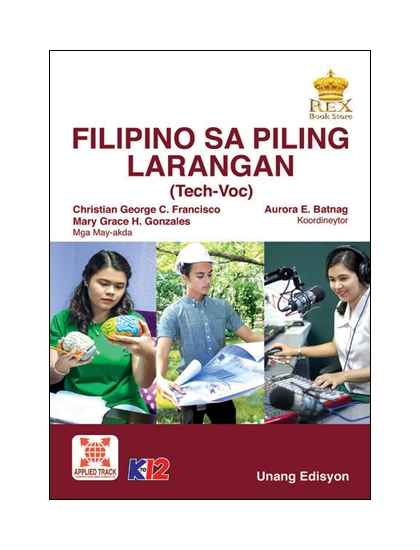 REX
Book Store
FILIPINO SA PILING
LARANGAN
(Tech-Voc)
Christian George C. Francisco
Mary Grace H. Gonzales
Mga May-akda
Aurora E. Batnag
Koordineytor
APPLIED TRACK
K TO 12
Unang Edisyon